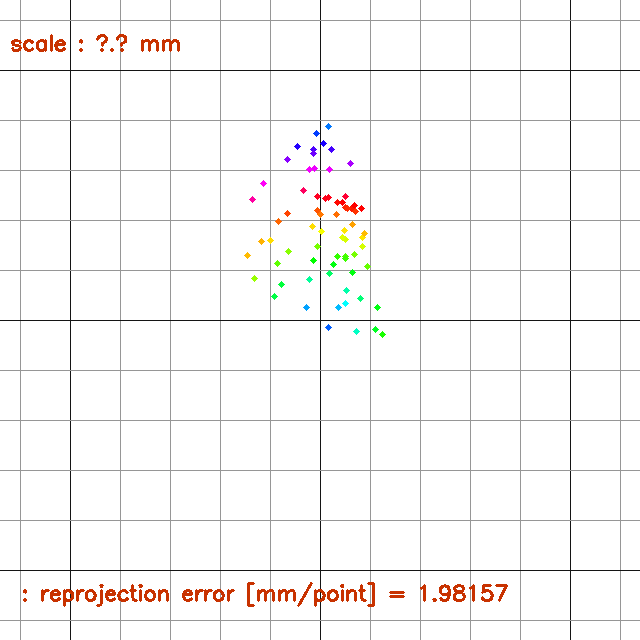 scale : ?.? mm
: reprojection error [mm/point] = 1.98157